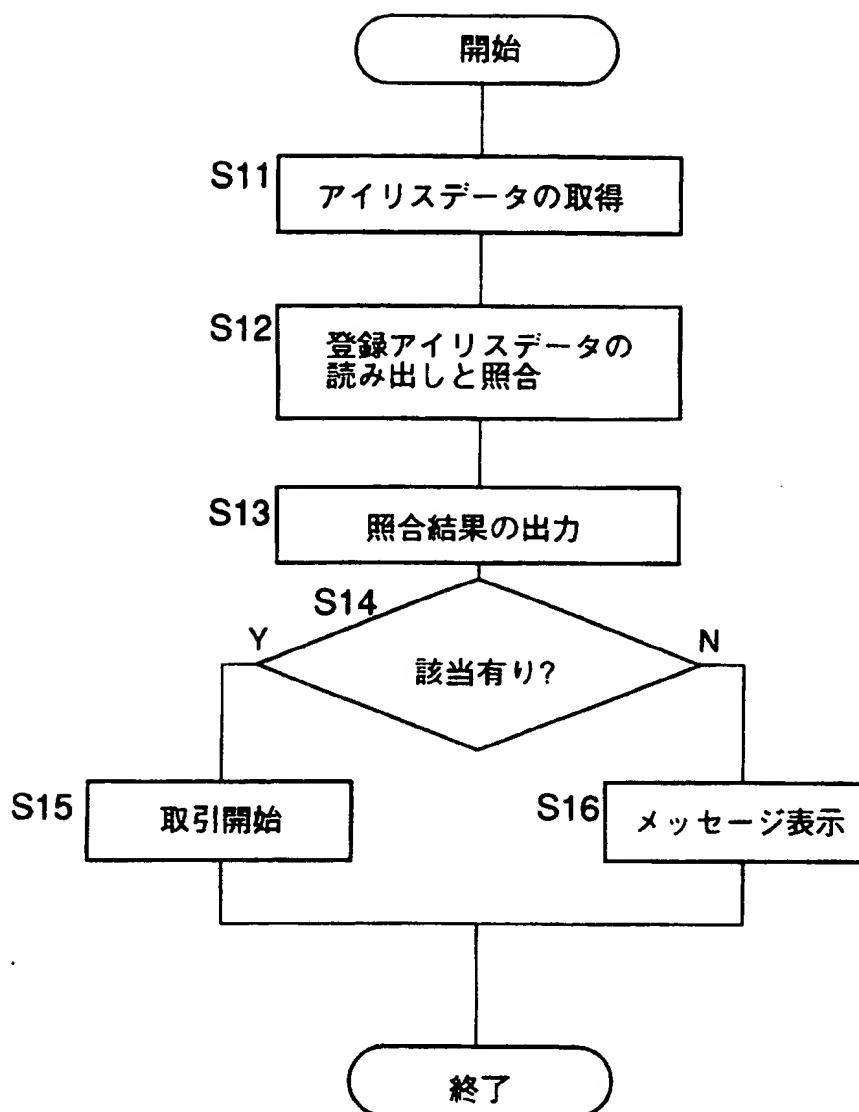 開始
S11
アイリスデータの取得
S12
登録アイリスデータの
読み出しと照合
S13
照合結果の出力
S14
Y
該当有り?
N
S15
取引開始
S16
メッセージ表示
終了